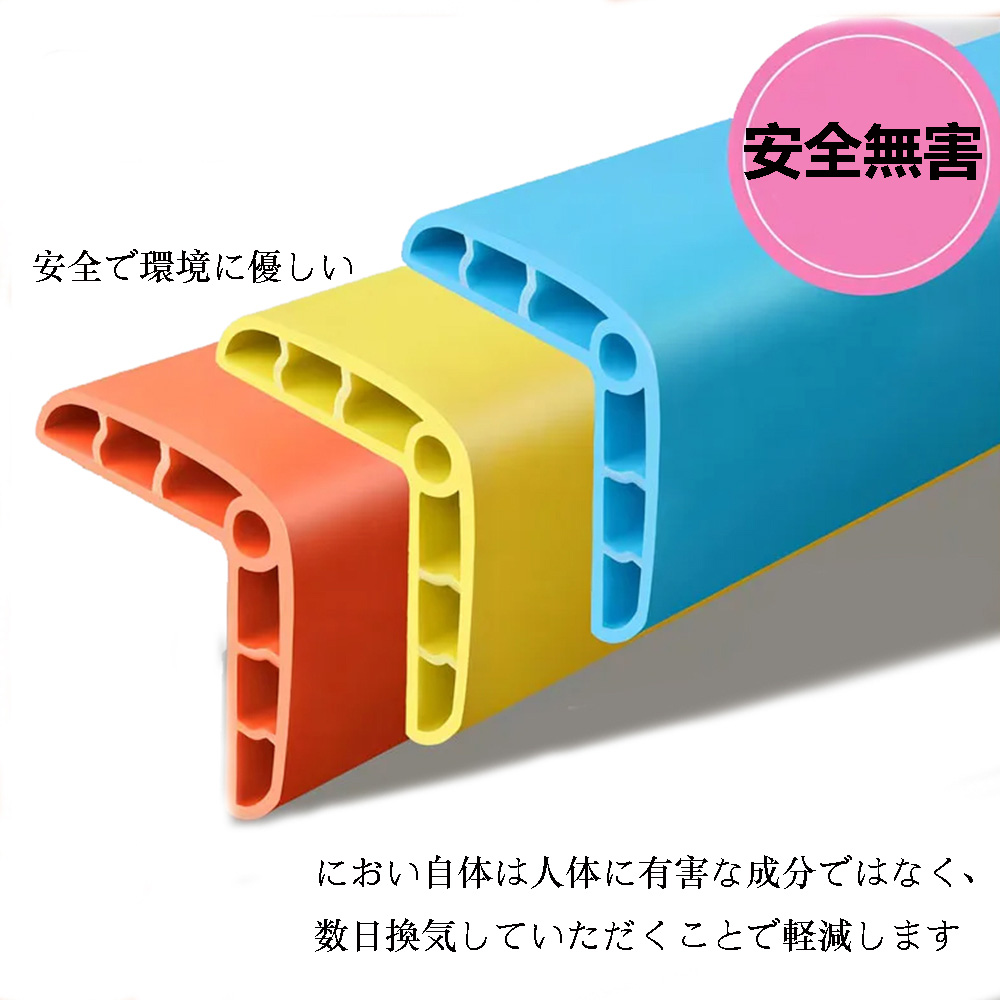 安全無害
安全で環境に優しい
におい自体は人体に有害な成分ではなく、
数日換気していただくことで軽減します